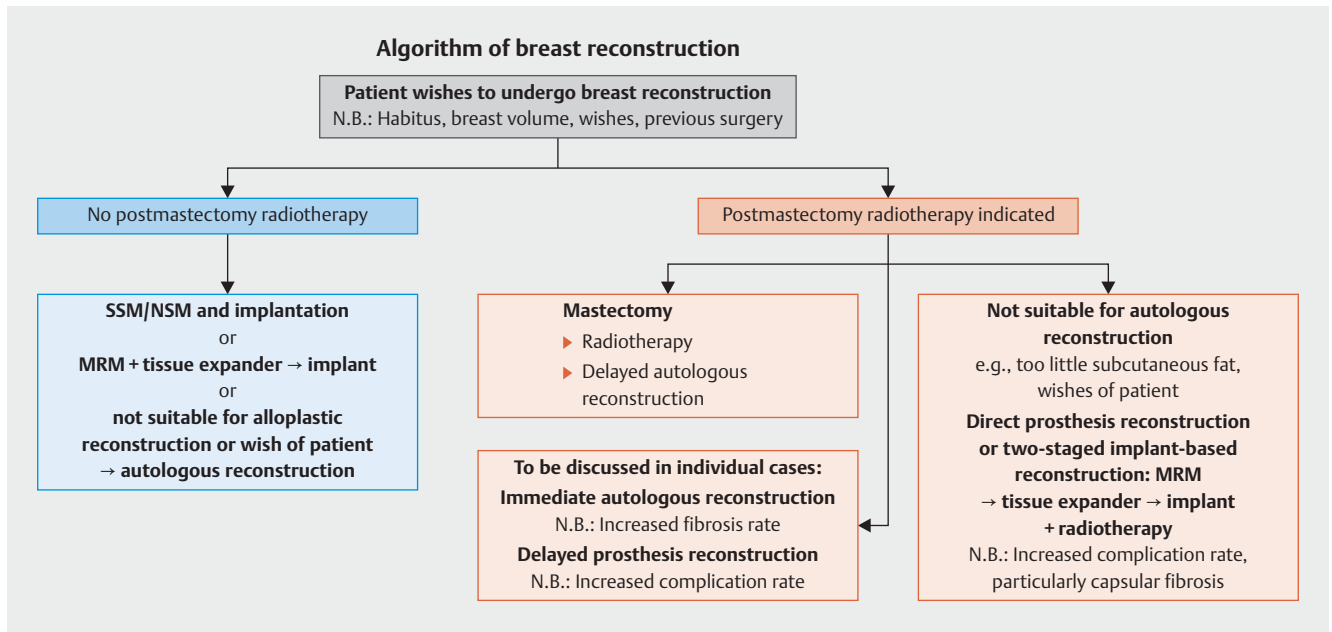 Algorithm of breast reconstruction
Patient wishes to undergo breast reconstruction
N.B.: Habitus, breast volume, wishes, previous surgery
No postmastectomy radiotherapy
Postmastectomy radiotherapy indicated
SSM/NSM and implantation
or
MRM + tissue expander → implant
or
not suitable for alloplastic
reconstruction or wish of patient
→ autologous reconstruction
Mastectomy
▶ Radiotherapy
▶ Delayed autologous
reconstruction
To be discussed in individual cases:
Immediate autologous reconstruction
N.B.: Increased fibrosis rate
Delayed prosthesis reconstruction
N.B.: Increased complication rate
Not suitable for autologous
reconstruction
e.g., too little subcutaneous fat,
wishes of patient
Direct prosthesis reconstruction
or two-staged implant-based
reconstruction: MRM
→ tissue expander → implant
+ radiotherapy
N.B.: Increased complication rate,
particularly capsular fibrosis